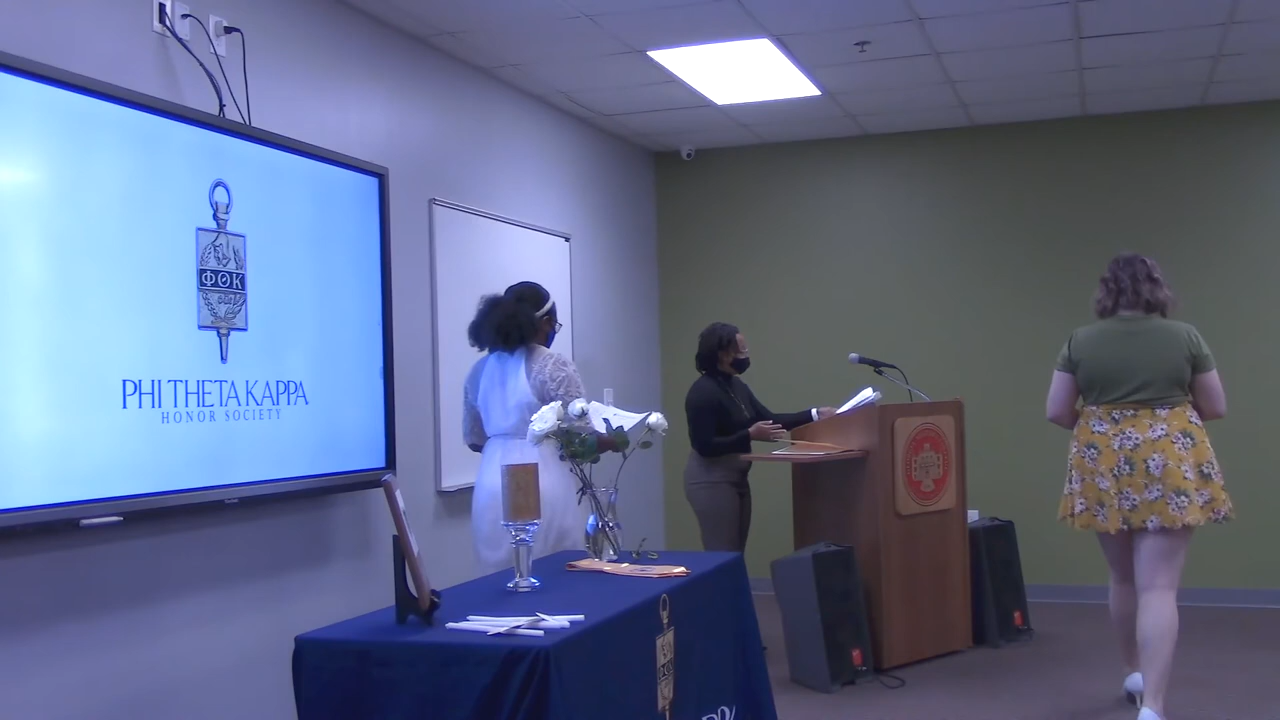 ΦΘΚ
PHI THETA KAPPA
HONOR SOCIETY